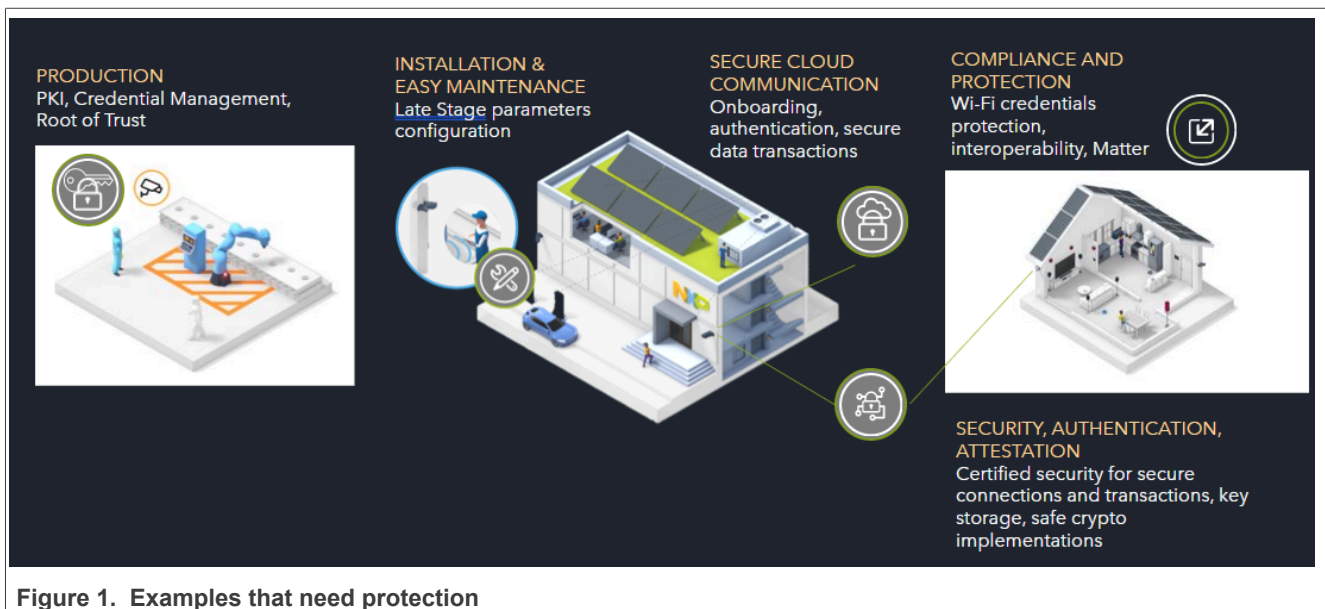 PRODUCTION
PKI, Credential Management,
Root of Trust
INSTALLATION &
EASY MAINTENANCE
Late Stage parameters
configuration
SECURE CLOUD
COMMUNICATION
Onboarding,
authentication, secure
data transactions
COMPLIANCE AND
PROTECTION
Wi-Fi credentials
protection,
interoperability, Matter
NXP
SECURITY, AUTHENTICATION,
ATTESTATION
Certified security for secure
connections and transactions, key
storage, safe crypto
implementations
Figure 1. Examples that need protection